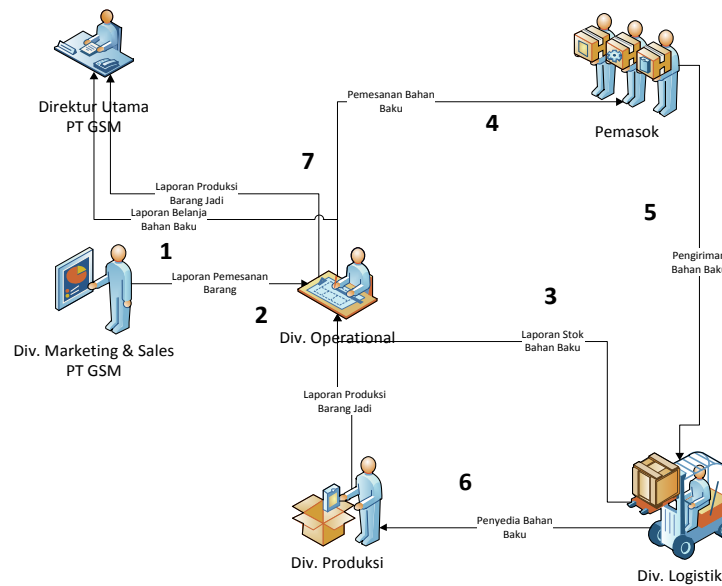 Direktur Utama
PT GSM
Pemesanan Bahan
Baku
4
Pemasok
7
Laporan Produksi
Barang Jadi
Laporan Belanja
Bahan Baku
5
1
Pengiriman
Bahan Baku
Laporan Pemesanan
Barang
2
3
Div. Marketing & Sales
PT GSM
Div. Operational
Laporan Stok
Bahan Baku
Laporan Produksi
Barang Jadi
6
Penyedia Bahan
Baku
Div. Produksi
Div. Logistik